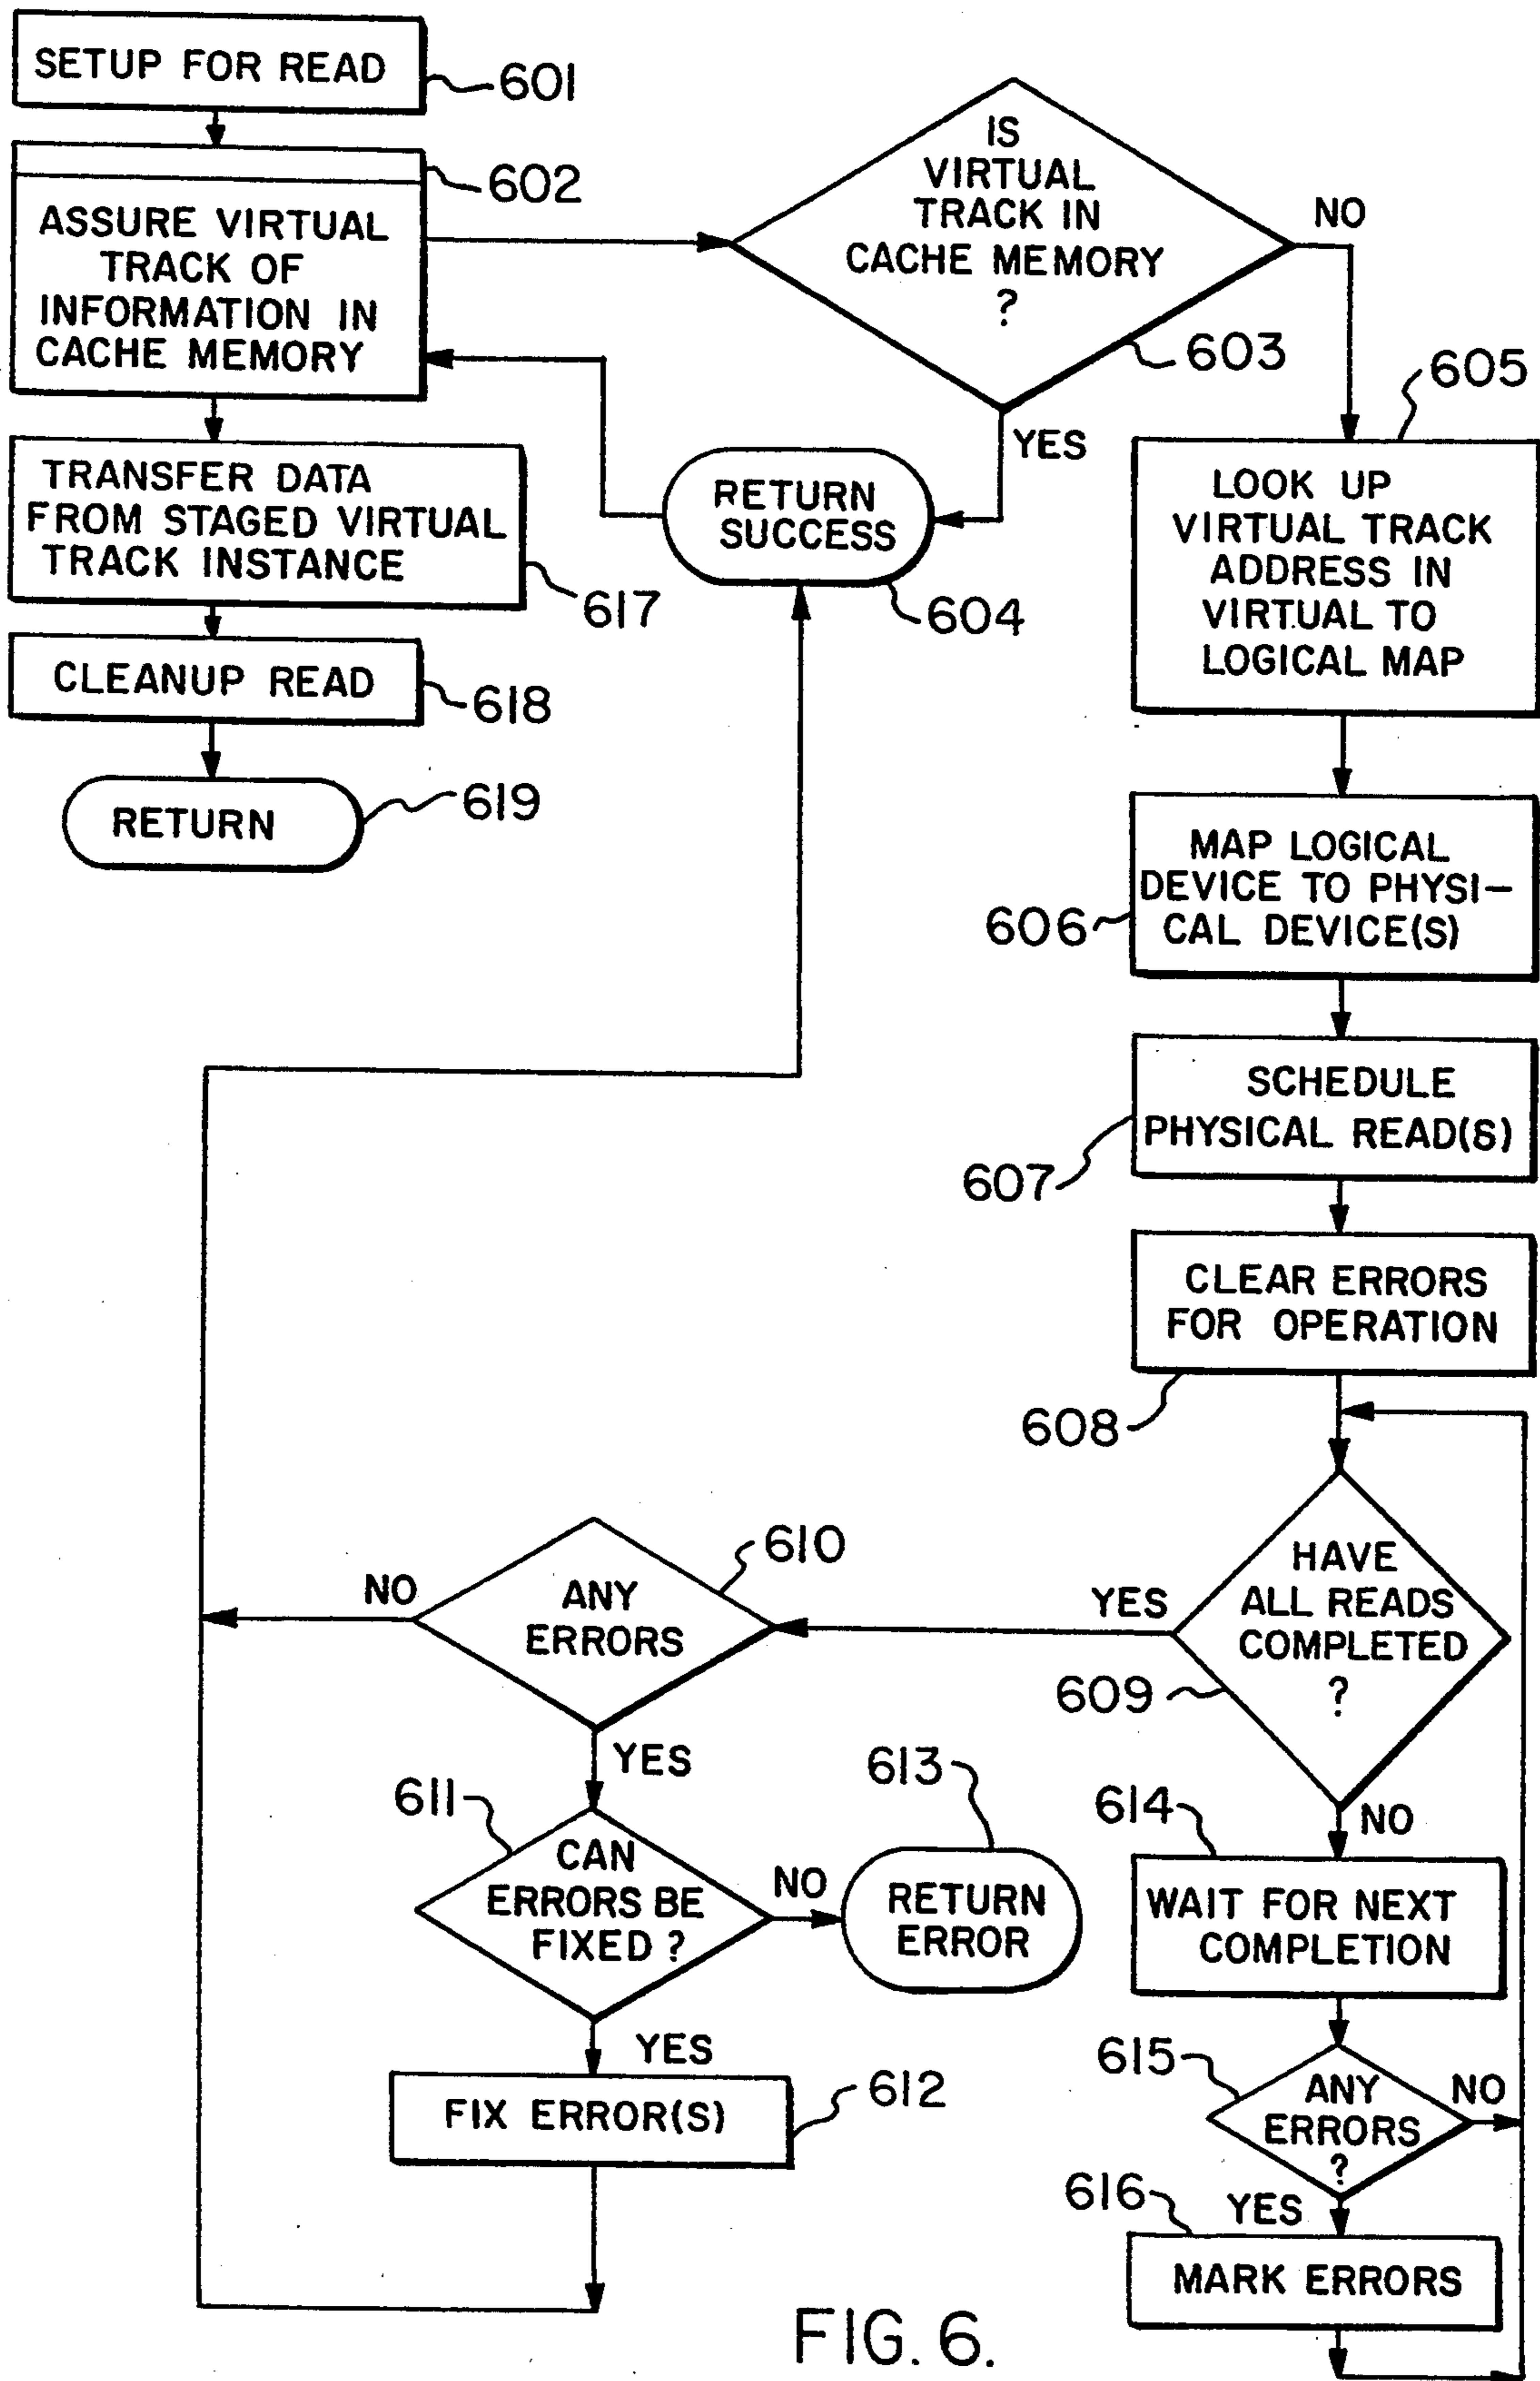 SETUP FOR READ
601
602
ASSURE VIRTUAL
TRACK OF
INFORMATION IN
CACHE MEMORY
IS
VIRTUAL
TRACK IN
CACHE MEMORY
?
603
NO
YES
RETURN
SUCCESS
604
605
LOOK UP
VIRTUAL TRACK
ADDRESS IN
VIRTUAL TO
LOGICAL MAP
TRANSFER DATA
FROM STAGED VIRTUAL
TRACK INSTANCE
617
CLEANUP READ
618
RETURN
619
MAP LOGICAL
DEVICE TO PHYSI-
CAL DEVICE(S)
606
SCHEDULE
PHYSICAL READ(S)
607
CLEAR ERRORS
FOR OPERATION
608
HAVE
ALL READS
COMPLETED
?
609
YES
NO
610
ANY
ERRORS
NO
YES
611
CAN
ERRORS BE
FIXED ?
NO
613
RETURN
ERROR
YES
FIX ERROR(S)
612
614
WAIT FOR NEXT
COMPLETION
615
ANY
ERRORS
?
NO
YES
616
MARK ERRORS
FIG. 6.